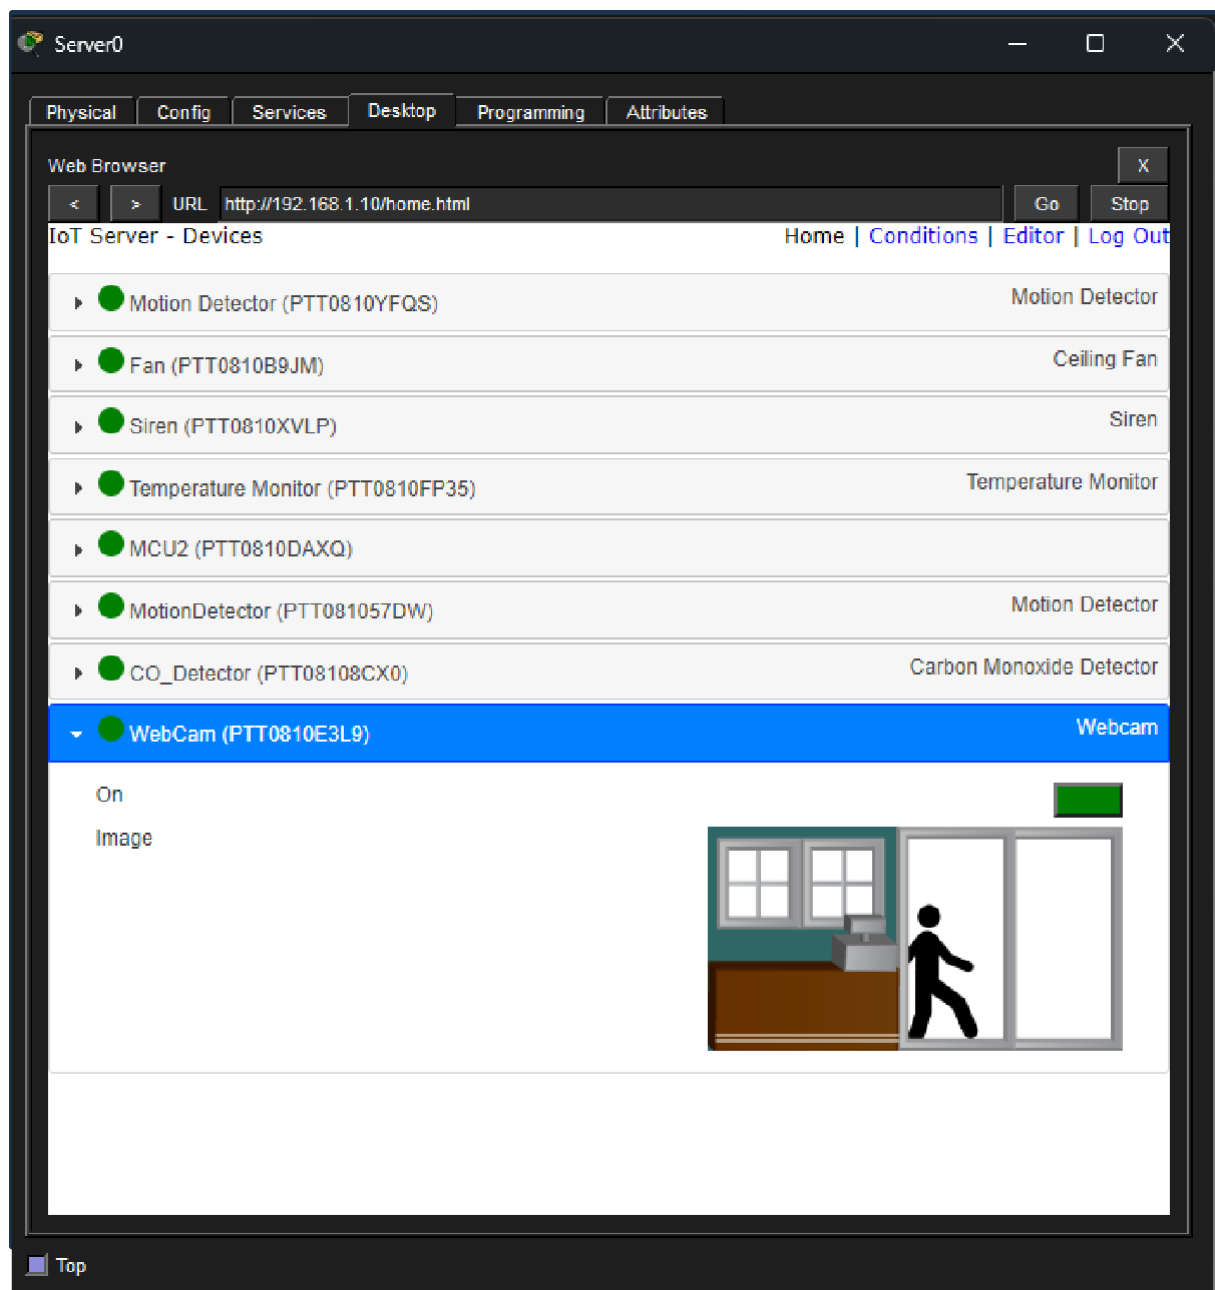 Server0
Physical Config Services Desktop Programming Attributes
Web Browser X
< > URL http://192.168.1.10/home.html Go Stop
IoT Server - Devices Home | Conditions | Editor | Log Out
Motion Detector (PTT0810YFQS) Motion Detector
Fan (PTT0810B9JM) Ceiling Fan
Siren (PTT0810XVLP) Siren
Temperature Monitor (PTT0810FP35) Temperature Monitor
MCU2 (PTT0810DAXQ)
MotionDetector (PTT081057DW) Motion Detector
CO_Detector (PTT08108CX0) Carbon Monoxide Detector
WebCam (PTT0810E3L9) Webcam
On
Image
Top